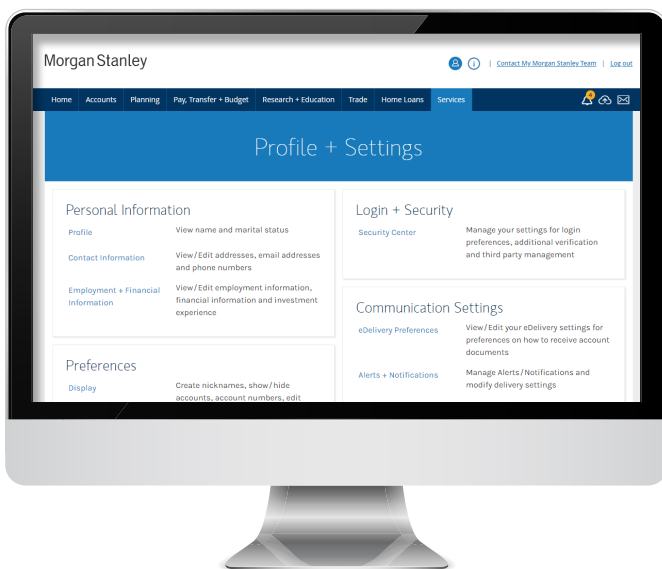 Morgan Stanley
Contact My Morgan Stanley Team | Log out
Home Accounts Planning Pay, Transfer + Budget Research + Education Trade Home Loans Services
4
Profile + Settings
Personal Information
Profile View name and marital status
Contact Information View/Edit addresses, email addresses
and phone numbers
Employment + Financial View/Edit employment information,
Information financial information and investment
experience
Preferences
Display Create nicknames, show/hide
accounts, account numbers, edit
Login + Security
Security Center Manage your settings for login
preferences, additional verification
and third party management
Communication Settings
eDelivery Preferences View/Edit your eDelivery settings for
preferences on how to receive account
documents
Alerts + Notifications Manage Alerts/Notifications and
modify delivery settings